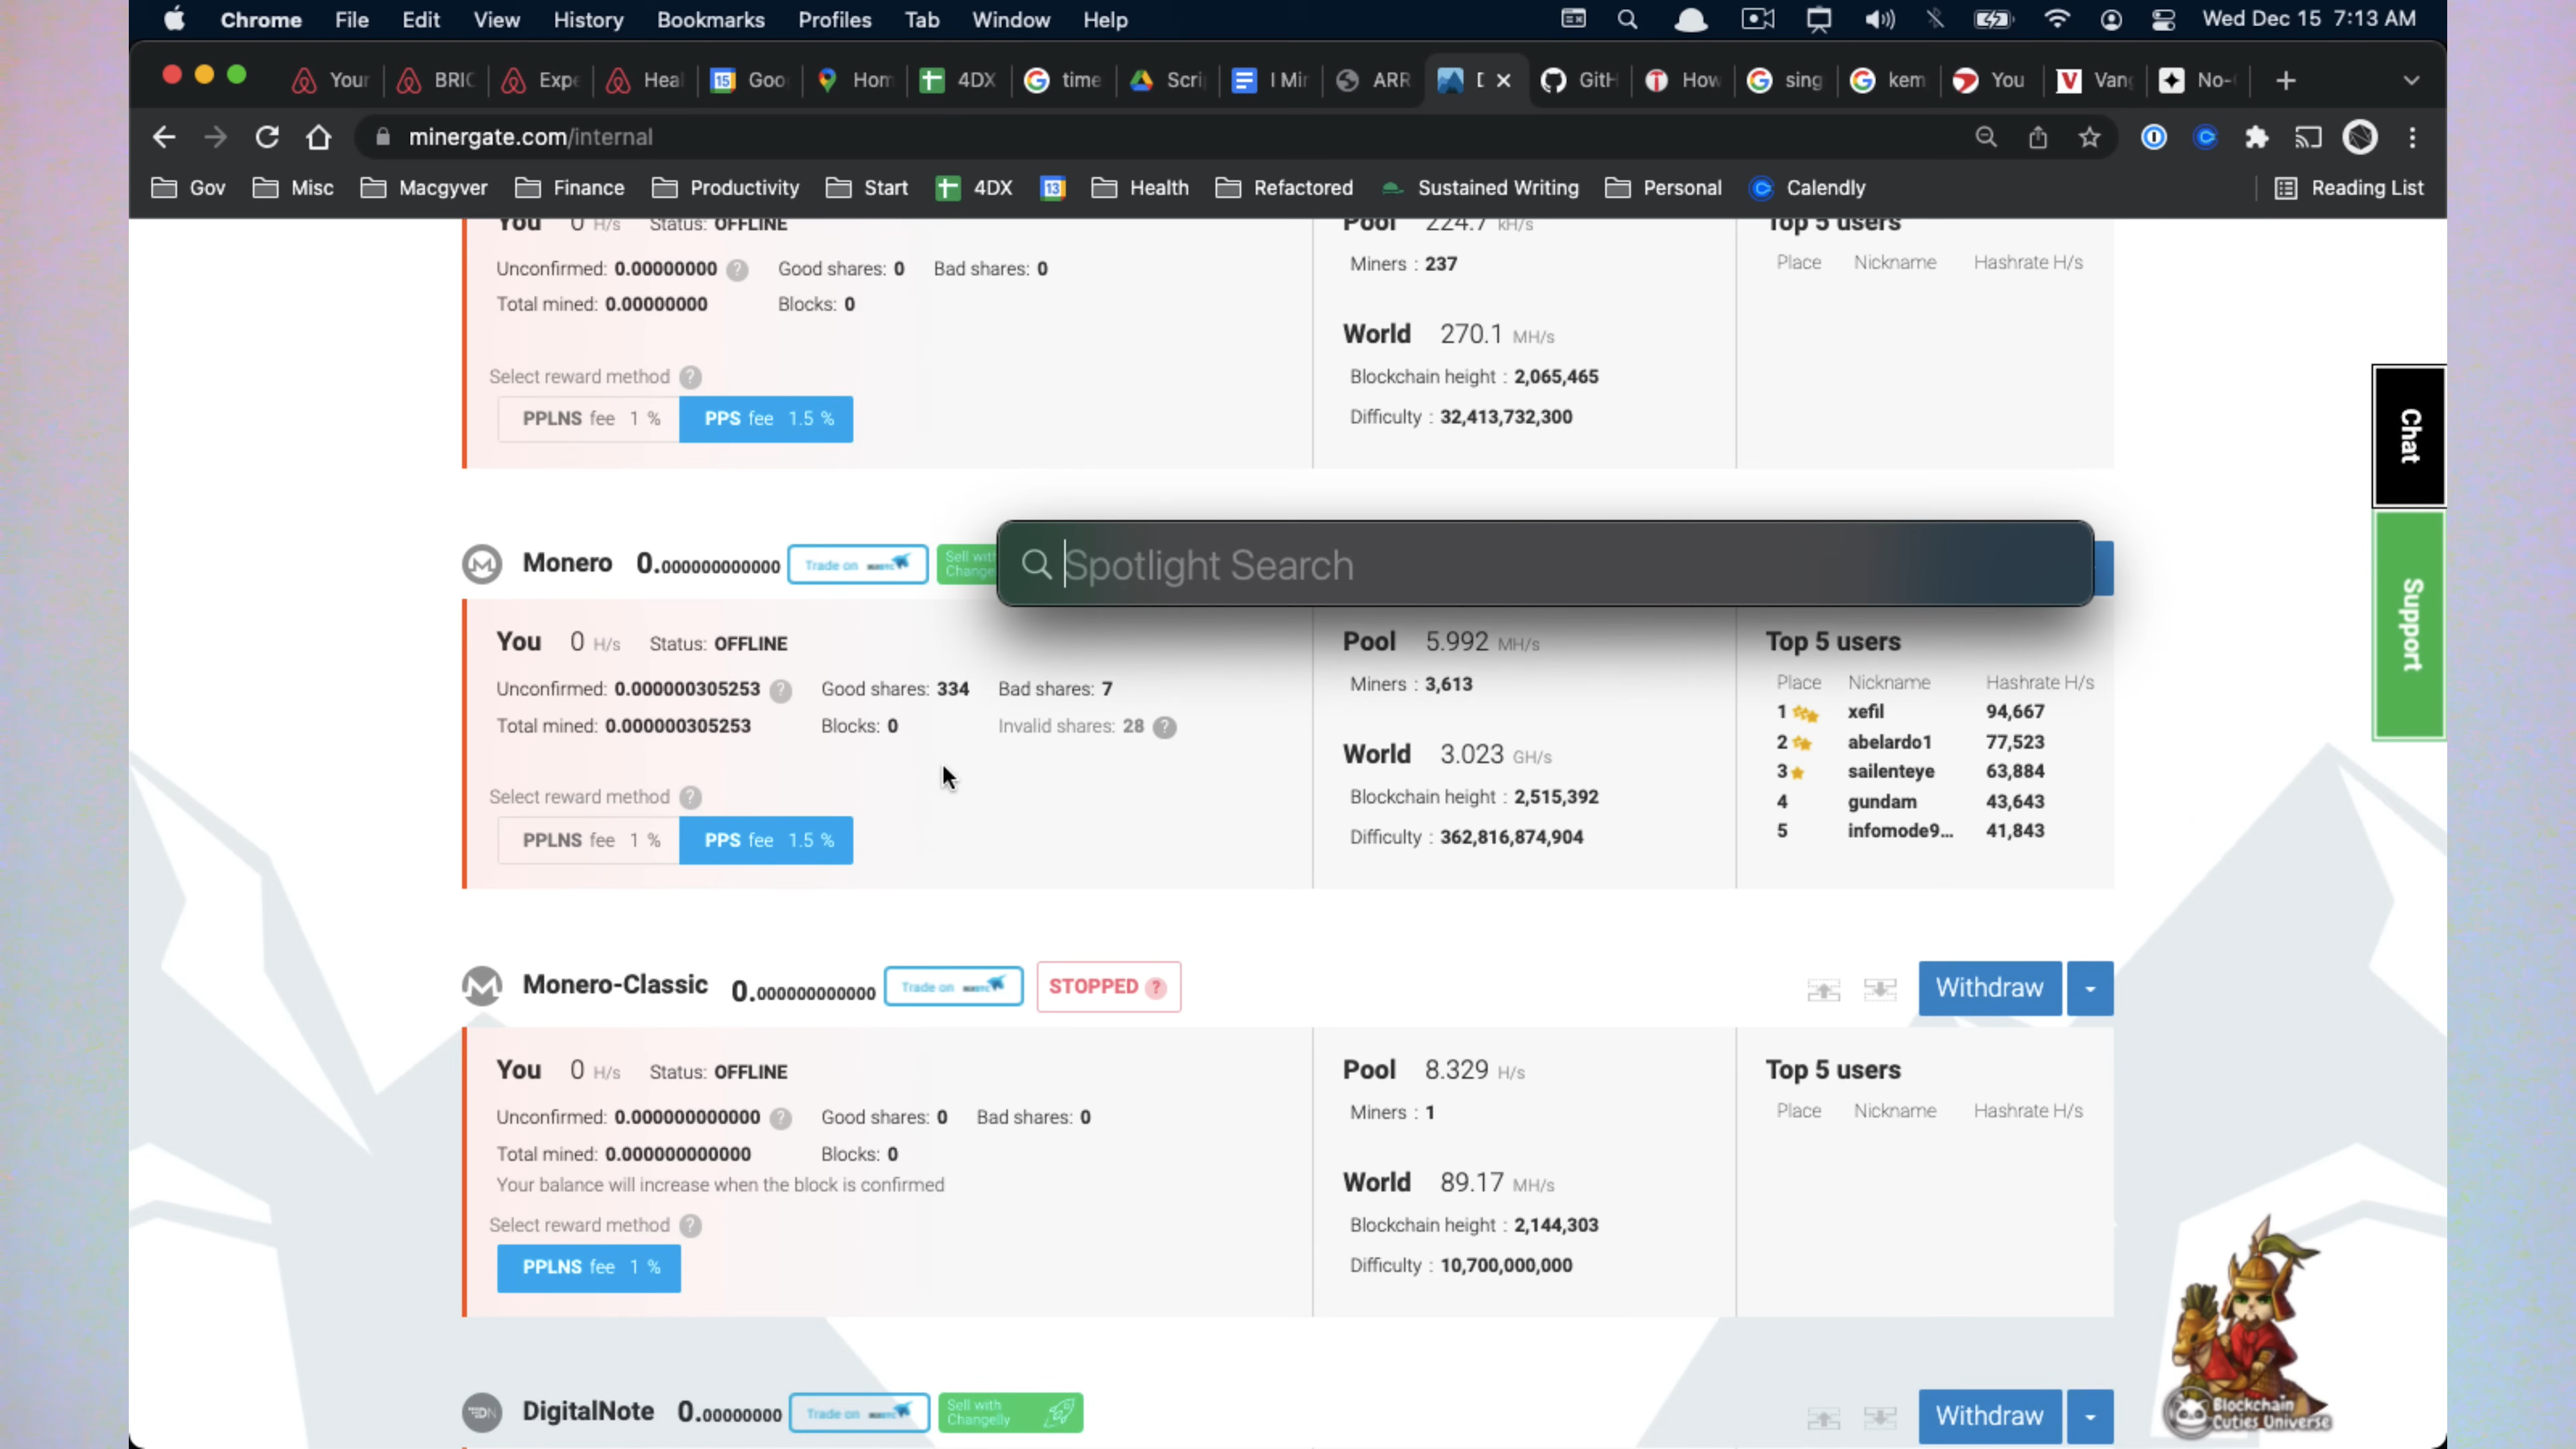 Chrome File Edit View History Bookmarks Profiles Tab Window Help Wed Dec 15 7:13 AM
Your BRIC Expe Heal 15 Goo Hom 4DX time Scri I Mir ARR GitH How sing kem You Van No-
minergate.com/internal
Gov Misc Macgyver Finance Productivity Start 4DX 13 Health Refactored Sustained Writing Personal Calendly Reading List
You 0 H/s Status: OFFLINE Pool 224.7 kH/s Top 5 users
Unconfirmed: 0.00000000 ? Good shares: 0 Bad shares: 0 Miners : 237 Place Nickname Hashrate H/s
Total mined: 0.00000000 Blocks: 0
World 270.1 MH/s
Select reward method ? Blockchain height : 2,065,465
PPLNS fee 1 % PPS fee 1.5 % Difficulty : 32,413,732,300
Chat
Support
Monero 0.000000000000 Trade on Sell with Changelly
Spotlight Search
You 0 H/s Status: OFFLINE Pool 5.992 MH/s Top 5 users
Unconfirmed: 0.000000305253 ? Good shares: 334 Bad shares: 7 Miners : 3,613 Place Nickname Hashrate H/s
Total mined: 0.000000305253 Blocks: 0 Invalid shares: 28 ? 1 xefil 94,667
World 3.023 GH/s 2 abelardo1 77,523
3 sailenteye 63,884
Select reward method ? Blockchain height : 2,515,392 4 gundam 43,643
PPLNS fee 1 % PPS fee 1.5 % Difficulty : 362,816,874,904 5 infomode9... 41,843
Monero-Classic 0.000000000000 Trade on STOPPED ? Withdraw
You 0 H/s Status: OFFLINE Pool 8.329 H/s Top 5 users
Unconfirmed: 0.000000000000 ? Good shares: 0 Bad shares: 0 Miners : 1 Place Nickname Hashrate H/s
Total mined: 0.000000000000 Blocks: 0
Your balance will increase when the block is confirmed World 89.17 MH/s
Select reward method ? Blockchain height : 2,144,303
PPLNS fee 1 % Difficulty : 10,700,000,000
DigitalNote 0.00000000 Trade on Sell with Changelly Withdraw
Blockchain
Cuties Universe